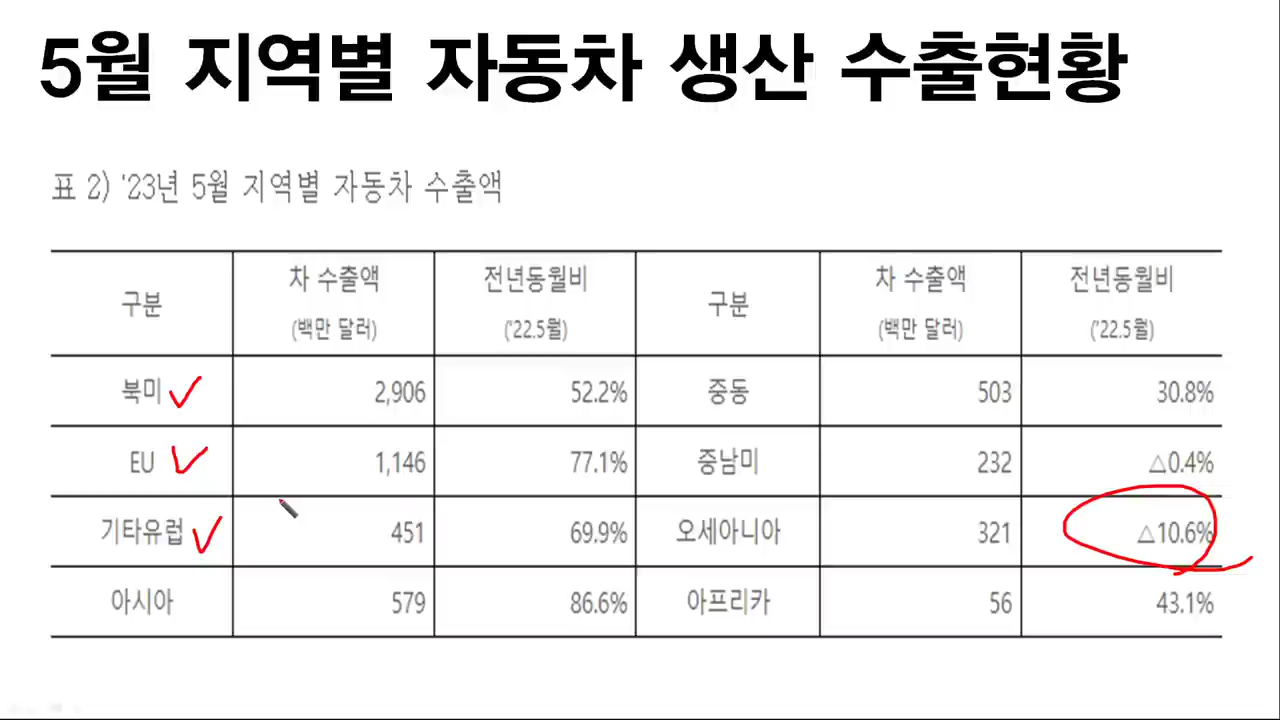 5월 지역별 자동차 생산 수출현황
표 2) '23년 5월 지역별 자동차 수출액
구분 차 수출액 (백만 달러) 전년동월비 ('22.5월) 구분 차 수출액 (백만 달러) 전년동월비 ('22.5월)
북미 2,906 52.2% 중동 503 30.8%
EU 1,146 77.1% 중남미 232 △0.4%
기타유럽 451 69.9% 오세아니아 321 △10.6%
아시아 579 86.6% 아프리카 56 43.1%